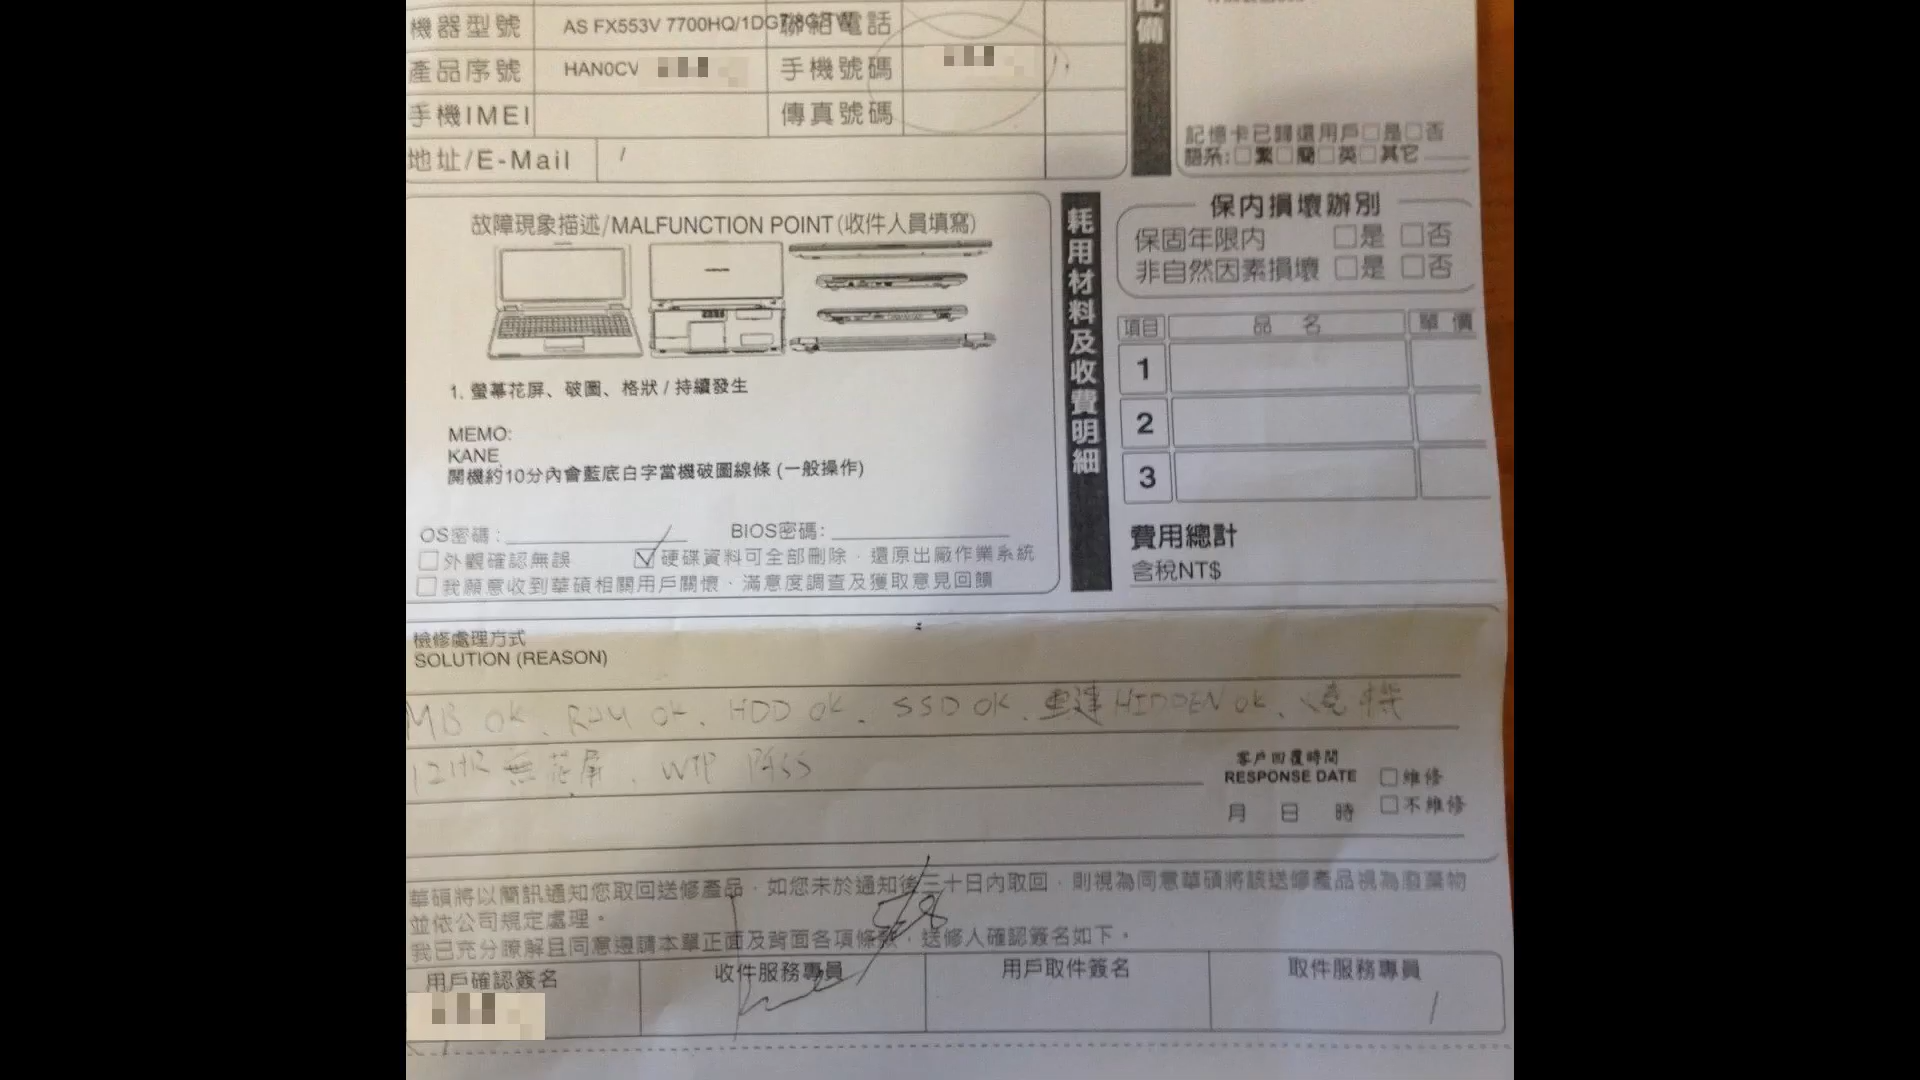 機器型號 AS FX553V 7700HQ/1DG7 聯絡電話
產品序號 HAN0CV 手機號碼
手機IMEI 傳真號碼
地址/E-Mail /
備
記憶卡已歸還用戶□是□否
語系:□繁□簡□英□其它
故障現象描述/MALFUNCTION POINT(收件人員填寫)
1. 螢幕花屏、破圖、格狀 / 持續發生
MEMO:
KANE
開機約10分內會藍底白字當機破圖線條 (一般操作)
OS密碼: BIOS密碼:
□外觀確認無誤 ☑硬碟資料可全部刪除,還原出廠作業系統
□我願意收到華碩相關用戶關懷、滿意度調查及獲取意見回饋
耗用材料及收費明細
保內損壞辦別
保固年限內 □是 □否
非自然因素損壞 □是 □否
項目 品 名 單 價
1
2
3
費用總計
含稅NT$
檢修處理方式
SOLUTION (REASON)
MB OK、RAM OK、HDD OK、SSD OK、重建HIDDEN OK、燒機
12HR 無花屏、WTP PASS
客戶回覆時間
RESPONSE DATE □維修
月 日 時 □不維修
華碩將以簡訊通知您取回送修產品,如您未於通知後三十日內取回,則視為同意華碩將該送修產品視為廢棄物
並依公司規定處理。
我已充分瞭解且同意遵請本單正面及背面各項條款,送修人確認簽名如下。
用戶確認簽名 收件服務專員 用戶取件簽名 取件服務專員